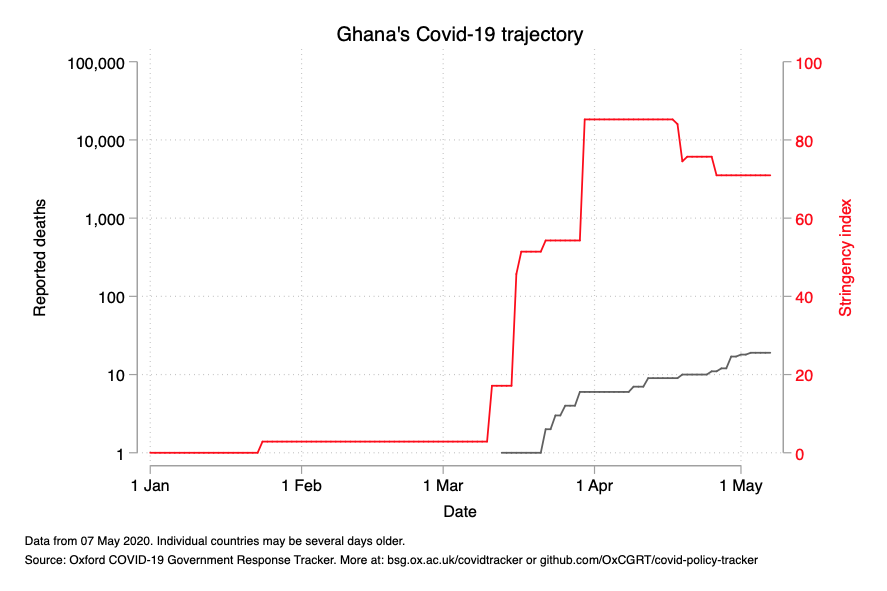 Ghana's Covid-19 trajectory
100,000
10,000
1,000
100
10
1
Reported deaths
100
80
60
40
20
0
Stringency index
1 Jan
1 Feb
1 Mar
1 Apr
1 May
Date
Data from 07 May 2020. Individual countries may be several days older.
Source: Oxford COVID-19 Government Response Tracker. More at: bsg.ox.ac.uk/covidtracker or github.com/OxCGRT/covid-policy-tracker